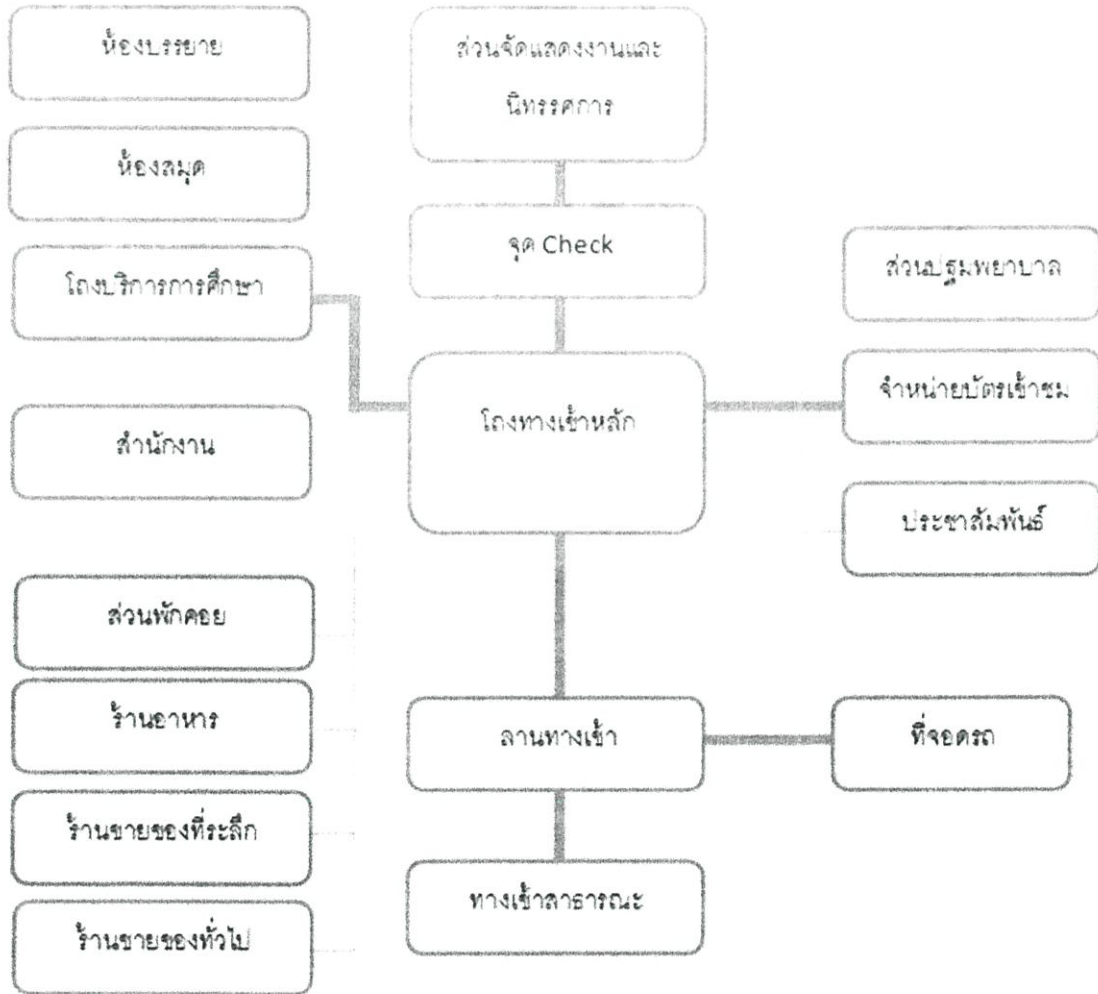 ห้องบรรยาย
ส่วนจัดแสดงงานและ
นิทรรศการ
ห้องสมุด
จุด Check
โถงบริการการศึกษา
ส่วนปฐมพยาบาล
โถงทางเข้าหลัก
จำหน่ายบัตรเข้าชม
สำนักงาน
ประชาสัมพันธ์
ส่วนพักคอย
ร้านอาหาร
ลานทางเข้า
ที่จอดรถ
ร้านขายของที่ระลึก
ทางเข้าสาธารณะ
ร้านขายของทั่วไป